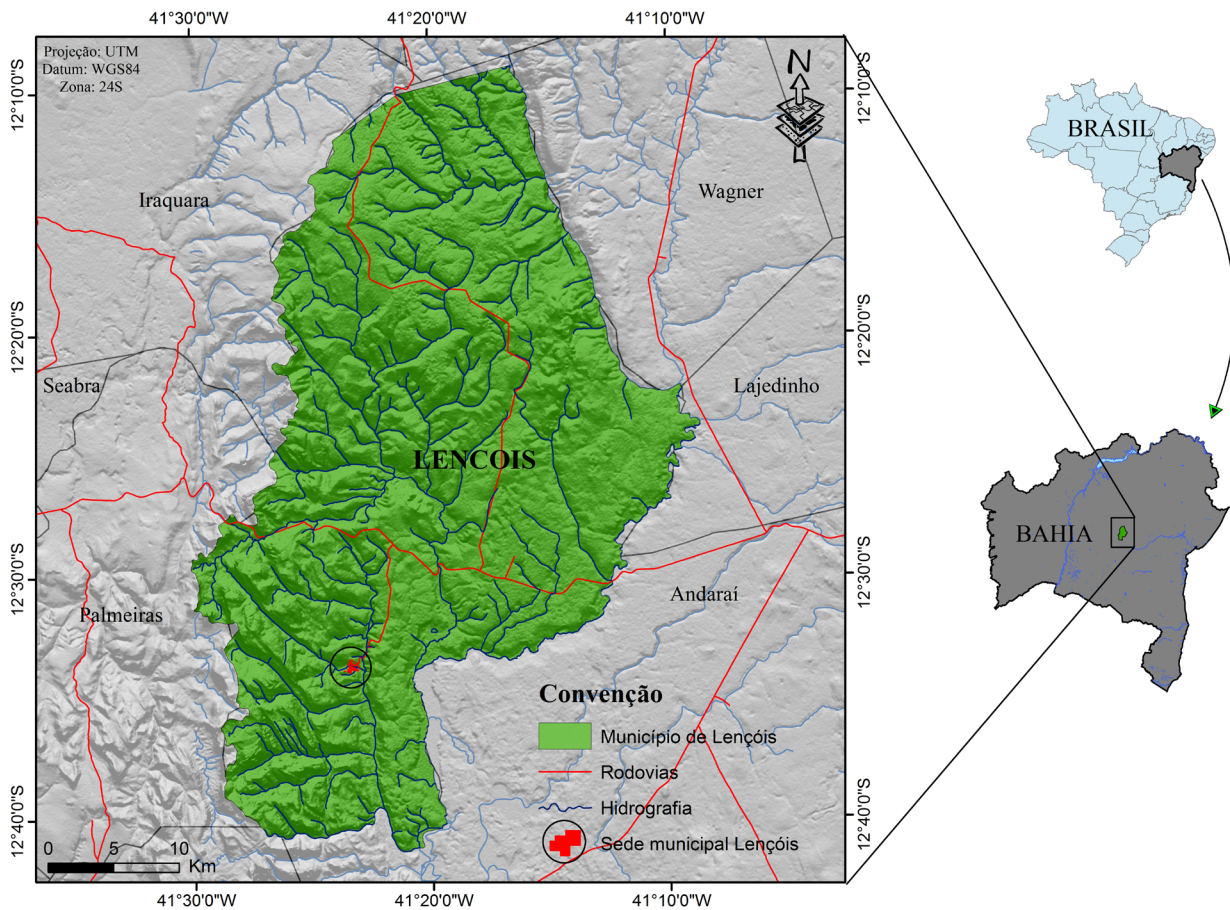 41°30'0"W
41°20'0"W
41°10'0"W
Projeção: UTM
Datum: WGS84
Zona: 24S
N
12°10'0"S
12°10'0"S
BRASIL
Iraquara
Wagner
12°20'0"S
12°20'0"S
Seabra
Lajedinho
LENCOIS
BAHIA
12°30'0"S
12°30'0"S
Palmeiras
Andaraí
Convenção
Município de Lençóis
Rodovias
Hidrografia
Sede municipal Lençóis
12°40'0"S
12°40'0"S
0 5 10
Km
41°30'0"W
41°20'0"W
41°10'0"W